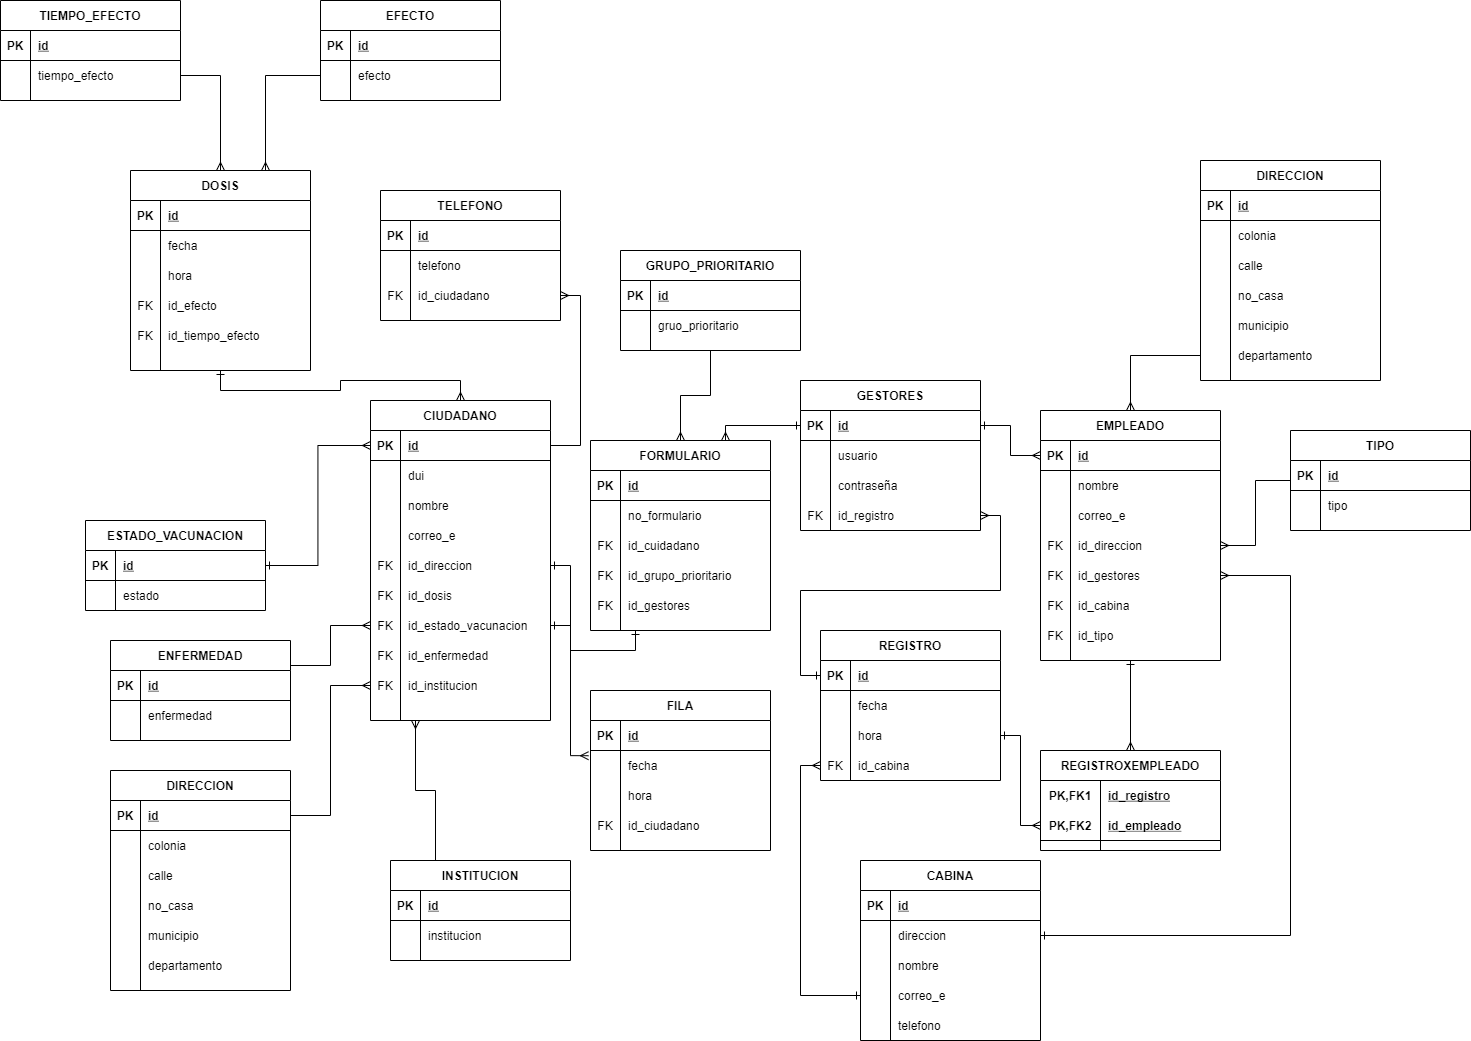 TIEMPO_EFECTO
PK id
tiempo_efecto
EFECTO
PK id
efecto
DOSIS
PK id
fecha
hora
FK id_efecto
FK id_tiempo_efecto
TELEFONO
PK id
telefono
FK id_ciudadano
GRUPO_PRIORITARIO
PK id
gruo_prioritario
DIRECCION
PK id
colonia
calle
no_casa
municipio
departamento
CIUDADANO
PK id
dui
nombre
correo_e
FK id_direccion
FK id_dosis
FK id_estado_vacunacion
FK id_enfermedad
FK id_institucion
FORMULARIO
PK id
no_formulario
FK id_cuidadano
FK id_grupo_prioritario
FK id_gestores
GESTORES
PK id
usuario
contraseña
FK id_registro
EMPLEADO
PK id
nombre
correo_e
FK id_direccion
FK id_gestores
FK id_cabina
FK id_tipo
TIPO
PK id
tipo
ESTADO_VACUNACION
PK id
estado
ENFERMEDAD
PK id
enfermedad
REGISTRO
PK id
fecha
hora
FK id_cabina
FILA
PK id
fecha
hora
FK id_ciudadano
REGISTROXEMPLEADO
PK,FK1 id_registro
PK,FK2 id_empleado
DIRECCION
PK id
colonia
calle
no_casa
municipio
departamento
INSTITUCION
PK id
institucion
CABINA
PK id
direccion
nombre
correo_e
telefono